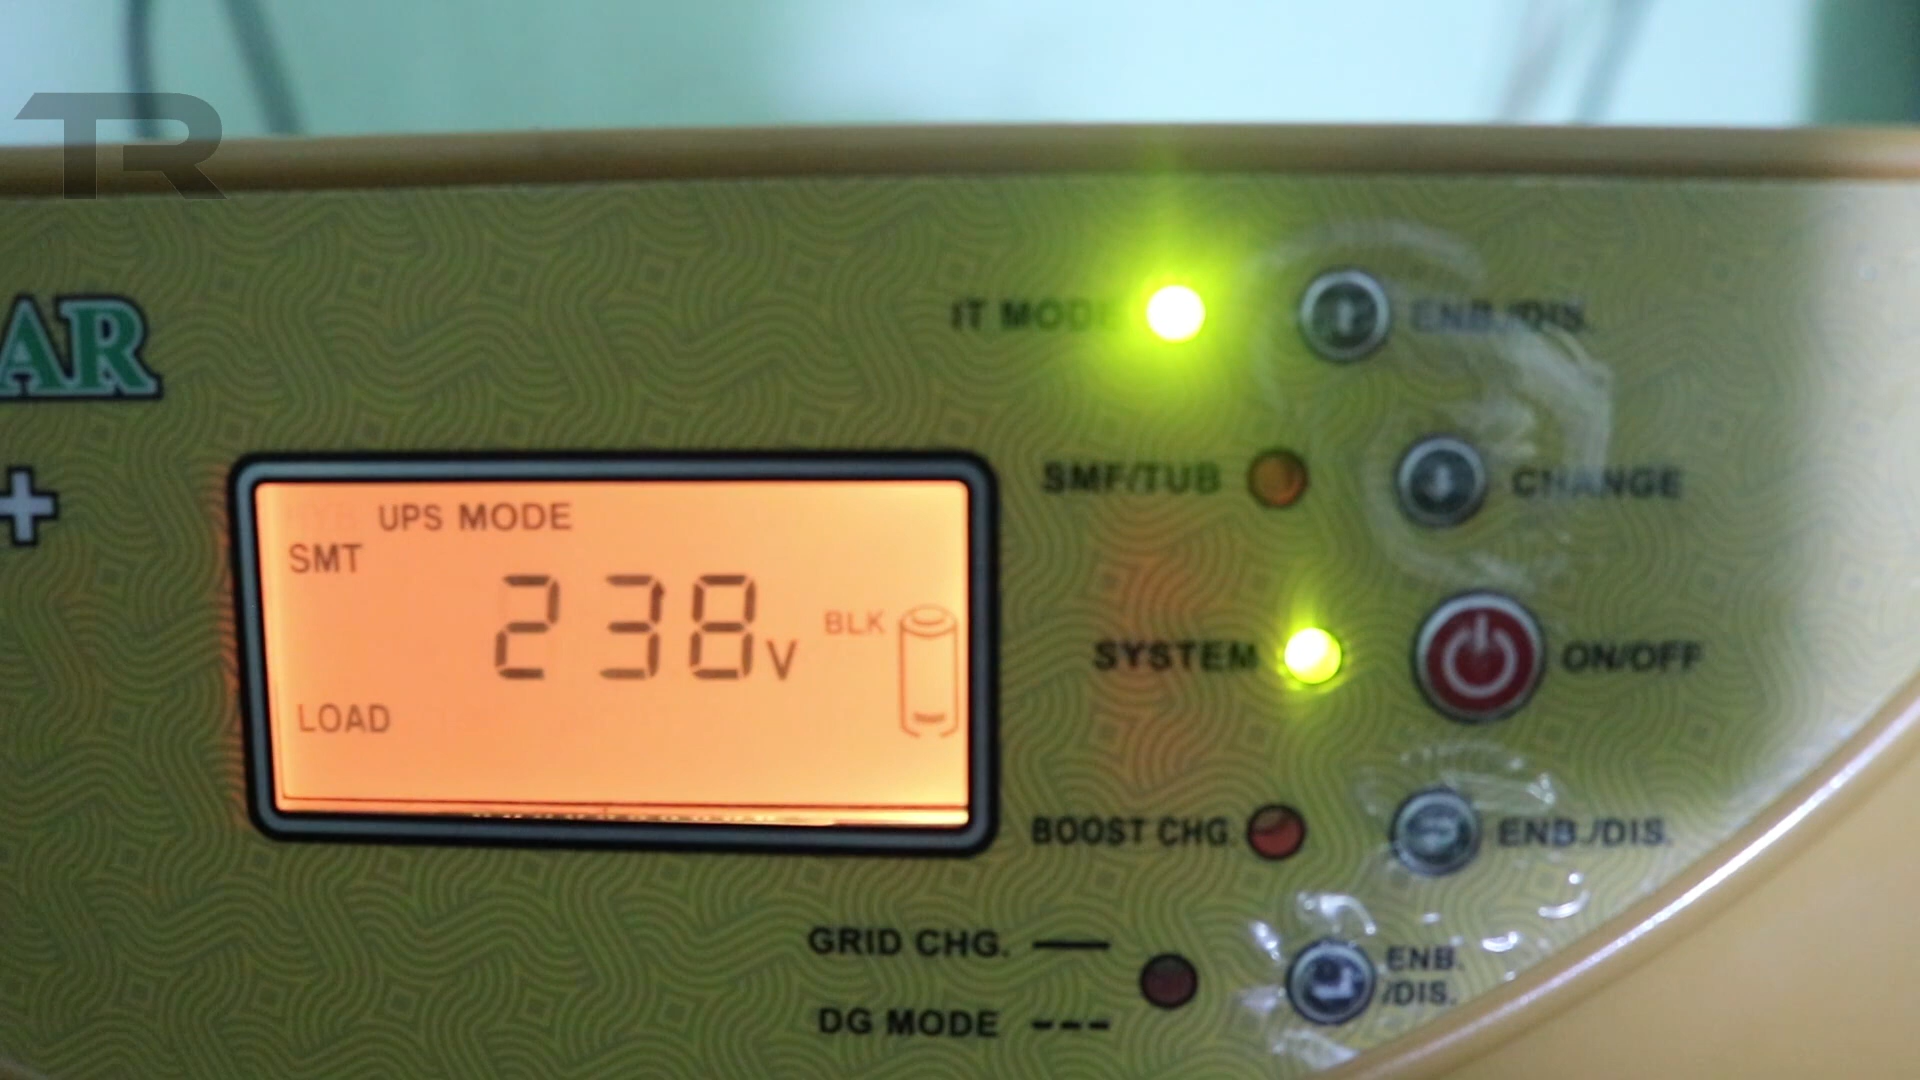 TR
AR
+
IT MODE ENB./DIS.
SMF/TUB CHANGE
UPS MODE
SMT
238V
BLK
LOAD
SYSTEM ON/OFF
BOOST CHG. ENB./DIS.
GRID CHG. ENB.
/DIS.
DG MODE